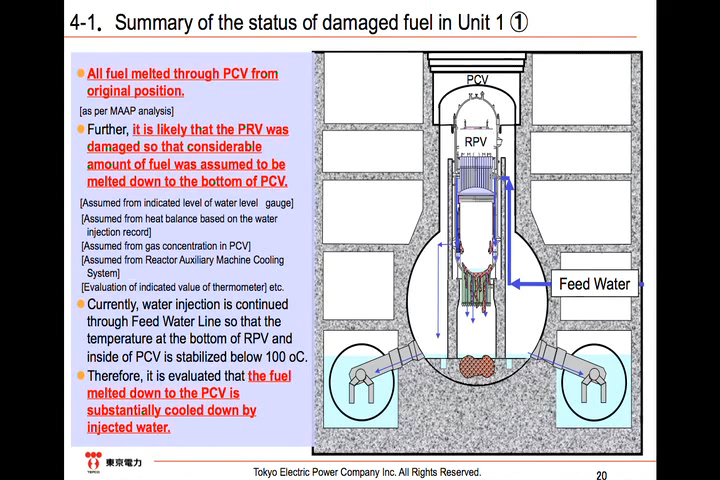 4-1. Summary of the status of damaged fuel in Unit 1 ①
All fuel melted through PCV from
original position.
[as per MAAP analysis]
Further, it is likely that the PRV was
damaged so that considerable
amount of fuel was assumed to be
melted down to the bottom of PCV.
[Assumed from indicated level of water level gauge]
[Assumed from heat balance based on the water
injection record]
[Assumed from gas concentration in PCV]
[Assumed from Reactor Auxiliary Machine Cooling
System]
[Evaluation of indicated value of thermometer] etc.
Currently, water injection is continued
through Feed Water Line so that the
temperature at the bottom of RPV and
inside of PCV is stabilized below 100 oC.
Therefore, it is evaluated that the fuel
melted down to the PCV is
substantially cooled down by
injected water.
PCV
RPV
Feed Water
TEPCO
東京電力
Tokyo Electric Power Company Inc. All Rights Reserved.
20